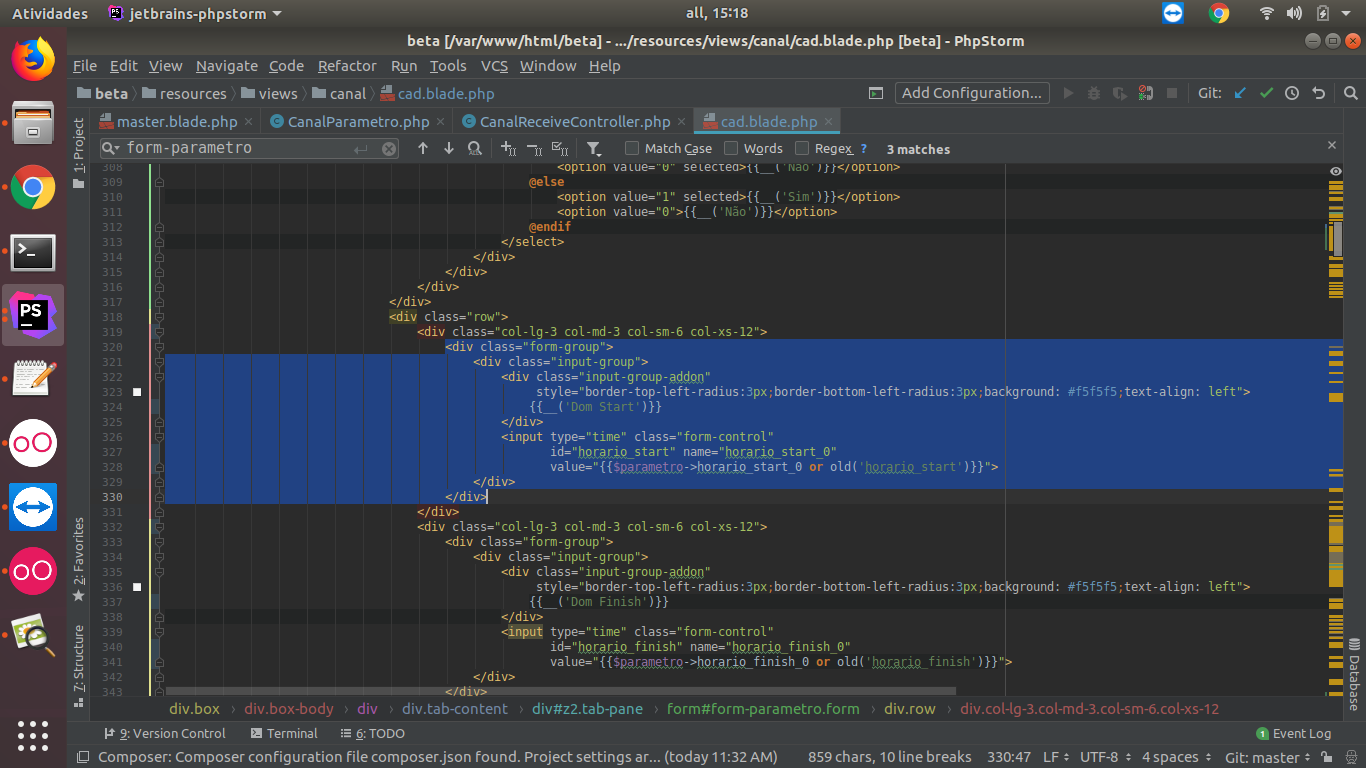 Atividades
jetbrains-phpstorm
all, 15:18
beta [/var/www/html/beta] - .../resources/views/canal/cad.blade.php [beta] - PhpStorm
File Edit View Navigate Code Refactor Run Tools VCS Window Help
beta resources views canal cad.blade.php
Add Configuration...
Git:
master.blade.php CanalParametro.php CanalReceiveController.php cad.blade.php
form-parametro
Match Case Words Regex ? 3 matches
1: Project
2: Favorites
7: Structure
Database
308 <option value="0" selected>{{__('Não')}}</option>
309 @else
310 <option value="1" selected>{{__('Sim')}}</option>
311 <option value="0">{{__('Não')}}</option>
312 @endif
313 </select>
314 </div>
315 </div>
316 </div>
317 </div>
318 <div class="row">
319 <div class="col-lg-3 col-md-3 col-sm-6 col-xs-12">
320 <div class="form-group">
321 <div class="input-group">
322 <div class="input-group-addon"
323 style="border-top-left-radius:3px;border-bottom-left-radius:3px;background: #f5f5f5;text-align: left">
324 {{__('Dom Start')}}
325 </div>
326 <input type="time" class="form-control"
327 id="horario_start" name="horario_start_0"
328 value="{{$parametro->horario_start_0 or old('horario_start')}}">
329 </div>
330 </div>
331 </div>
332 <div class="col-lg-3 col-md-3 col-sm-6 col-xs-12">
333 <div class="form-group">
334 <div class="input-group">
335 <div class="input-group-addon"
336 style="border-top-left-radius:3px;border-bottom-left-radius:3px;background: #f5f5f5;text-align: left">
337 {{__('Dom Finish')}}
338 </div>
339 <input type="time" class="form-control"
340 id="horario_finish" name="horario_finish_0"
341 value="{{$parametro->horario_finish_0 or old('horario_finish')}}">
342 </div>
343 </div>
div.box div.box-body div div.tab-content div#z2.tab-pane form#form-parametro.form div.row div.col-lg-3.col-md-3.col-sm-6.col-xs-12
9: Version Control Terminal 6: TODO
1 Event Log
Composer: Composer configuration file composer.json found. Project settings ar... (today 11:32 AM)
859 chars, 10 line breaks 330:47 LF UTF-8 4 spaces Git: master